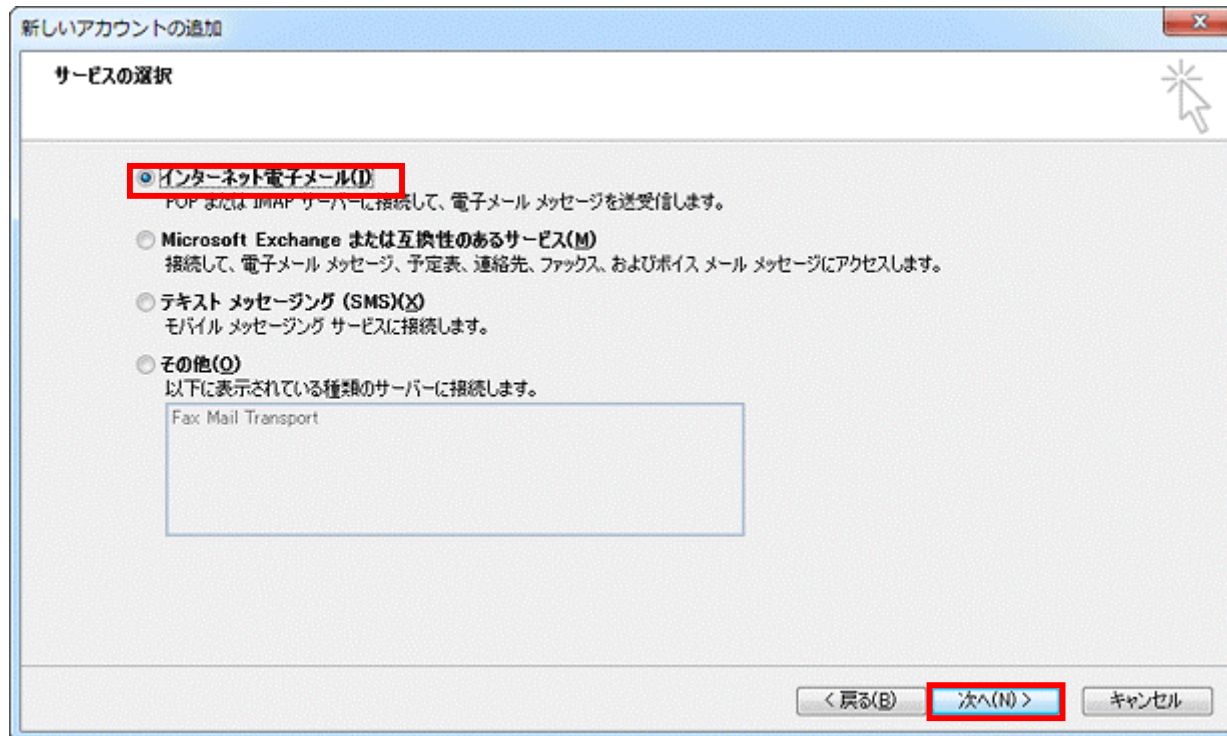 新しいアカウントの追加
サービスの選択
インターネット電子メール(I)
POP または IMAP サーバーに接続して、電子メール メッセージを送受信します。
Microsoft Exchange または互換性のあるサービス(M)
接続して、電子メール メッセージ、予定表、連絡先、ファックス、およびボイス メール メッセージにアクセスします。
テキスト メッセージング (SMS)(X)
モバイル メッセージング サービスに接続します。
その他(O)
以下に表示されている種類のサーバーに接続します。
Fax Mail Transport
< 戻る(B) 次へ(N) > キャンセル